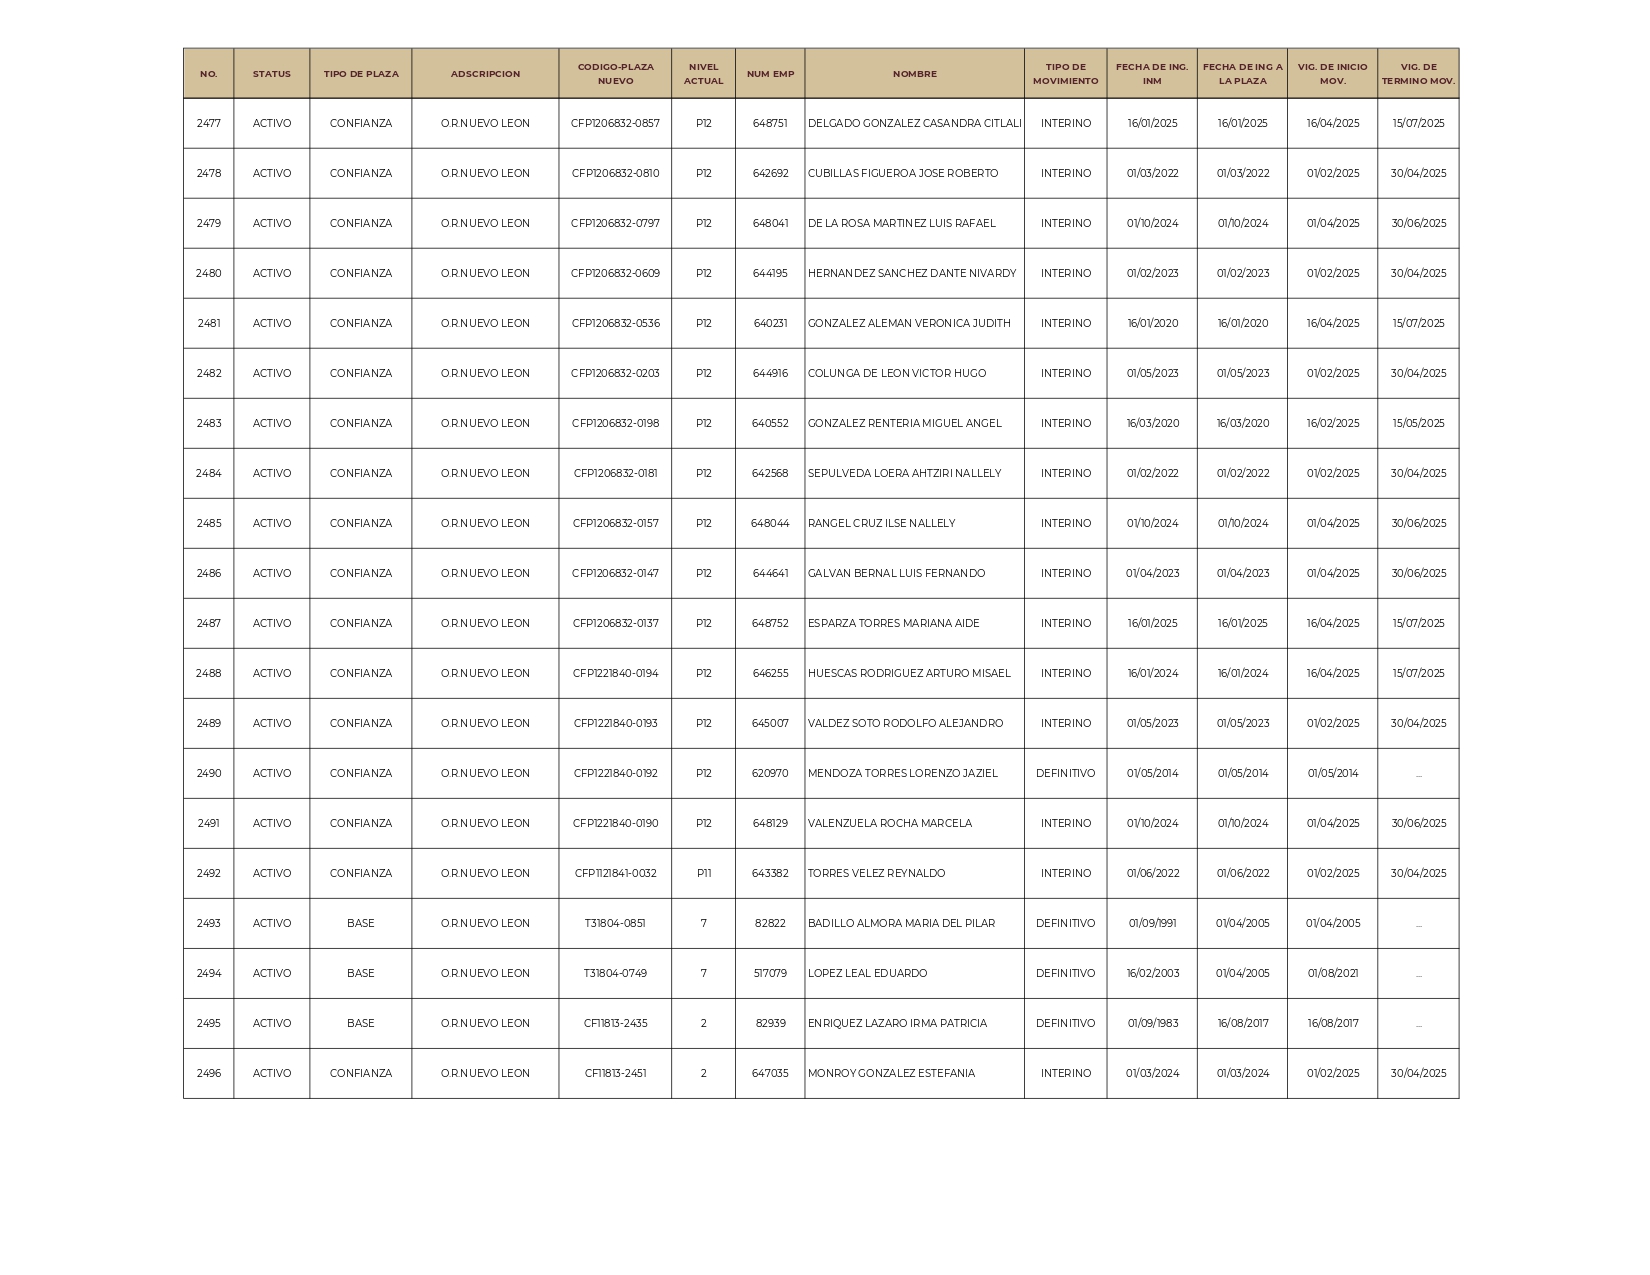 NO. STATUS TIPO DE PLAZA ADSCRIPCION CODIGO-PLAZA NUEVO NIVEL ACTUAL NUM EMP NOMBRE TIPO DE MOVIMIENTO FECHA DE ING. INM FECHA DE ING A LA PLAZA VIG. DE INICIO MOV. VIG. DE TERMINO MOV.
2477 ACTIVO CONFIANZA O.R.NUEVO LEON CFP1206832-0857 P12 648751 DELGADO GONZALEZ CASANDRA CITLALI INTERINO 16/01/2025 16/01/2025 16/04/2025 15/07/2025
2478 ACTIVO CONFIANZA O.R.NUEVO LEON CFP1206832-0810 P12 642692 CUBILLAS FIGUEROA JOSE ROBERTO INTERINO 01/03/2022 01/03/2022 01/02/2025 30/04/2025
2479 ACTIVO CONFIANZA O.R.NUEVO LEON CFP1206832-0797 P12 648041 DE LA ROSA MARTINEZ LUIS RAFAEL INTERINO 01/10/2024 01/10/2024 01/04/2025 30/06/2025
2480 ACTIVO CONFIANZA O.R.NUEVO LEON CFP1206832-0609 P12 644195 HERNANDEZ SANCHEZ DANTE NIVARDY INTERINO 01/02/2023 01/02/2023 01/02/2025 30/04/2025
2481 ACTIVO CONFIANZA O.R.NUEVO LEON CFP1206832-0536 P12 640231 GONZALEZ ALEMAN VERONICA JUDITH INTERINO 16/01/2020 16/01/2020 16/04/2025 15/07/2025
2482 ACTIVO CONFIANZA O.R.NUEVO LEON CFP1206832-0203 P12 644916 COLUNGA DE LEON VICTOR HUGO INTERINO 01/05/2023 01/05/2023 01/02/2025 30/04/2025
2483 ACTIVO CONFIANZA O.R.NUEVO LEON CFP1206832-0198 P12 640552 GONZALEZ RENTERIA MIGUEL ANGEL INTERINO 16/03/2020 16/03/2020 16/02/2025 15/05/2025
2484 ACTIVO CONFIANZA O.R.NUEVO LEON CFP1206832-0181 P12 642568 SEPULVEDA LOERA AHTZIRI NALLELY INTERINO 01/02/2022 01/02/2022 01/02/2025 30/04/2025
2485 ACTIVO CONFIANZA O.R.NUEVO LEON CFP1206832-0157 P12 648044 RANGEL CRUZ ILSE NALLELY INTERINO 01/10/2024 01/10/2024 01/04/2025 30/06/2025
2486 ACTIVO CONFIANZA O.R.NUEVO LEON CFP1206832-0147 P12 644641 GALVAN BERNAL LUIS FERNANDO INTERINO 01/04/2023 01/04/2023 01/04/2025 30/06/2025
2487 ACTIVO CONFIANZA O.R.NUEVO LEON CFP1206832-0137 P12 648752 ESPARZA TORRES MARIANA AIDE INTERINO 16/01/2025 16/01/2025 16/04/2025 15/07/2025
2488 ACTIVO CONFIANZA O.R.NUEVO LEON CFP1221840-0194 P12 646255 HUESCAS RODRIGUEZ ARTURO MISAEL INTERINO 16/01/2024 16/01/2024 16/04/2025 15/07/2025
2489 ACTIVO CONFIANZA O.R.NUEVO LEON CFP1221840-0193 P12 645007 VALDEZ SOTO RODOLFO ALEJANDRO INTERINO 01/05/2023 01/05/2023 01/02/2025 30/04/2025
2490 ACTIVO CONFIANZA O.R.NUEVO LEON CFP1221840-0192 P12 620970 MENDOZA TORRES LORENZO JAZIEL DEFINITIVO 01/05/2014 01/05/2014 01/05/2014 ...
2491 ACTIVO CONFIANZA O.R.NUEVO LEON CFP1221840-0190 P12 648129 VALENZUELA ROCHA MARCELA INTERINO 01/10/2024 01/10/2024 01/04/2025 30/06/2025
2492 ACTIVO CONFIANZA O.R.NUEVO LEON CFP1121841-0032 P11 643382 TORRES VELEZ REYNALDO INTERINO 01/06/2022 01/06/2022 01/02/2025 30/04/2025
2493 ACTIVO BASE O.R.NUEVO LEON T31804-0851 7 82822 BADILLO ALMORA MARIA DEL PILAR DEFINITIVO 01/09/1991 01/04/2005 01/04/2005 ...
2494 ACTIVO BASE O.R.NUEVO LEON T31804-0749 7 517079 LOPEZ LEAL EDUARDO DEFINITIVO 16/02/2003 01/04/2005 01/08/2021 ...
2495 ACTIVO BASE O.R.NUEVO LEON CF11813-2435 2 82939 ENRIQUEZ LAZARO IRMA PATRICIA DEFINITIVO 01/09/1983 16/08/2017 16/08/2017 ...
2496 ACTIVO CONFIANZA O.R.NUEVO LEON CF11813-2451 2 647035 MONROY GONZALEZ ESTEFANIA INTERINO 01/03/2024 01/03/2024 01/02/2025 30/04/2025